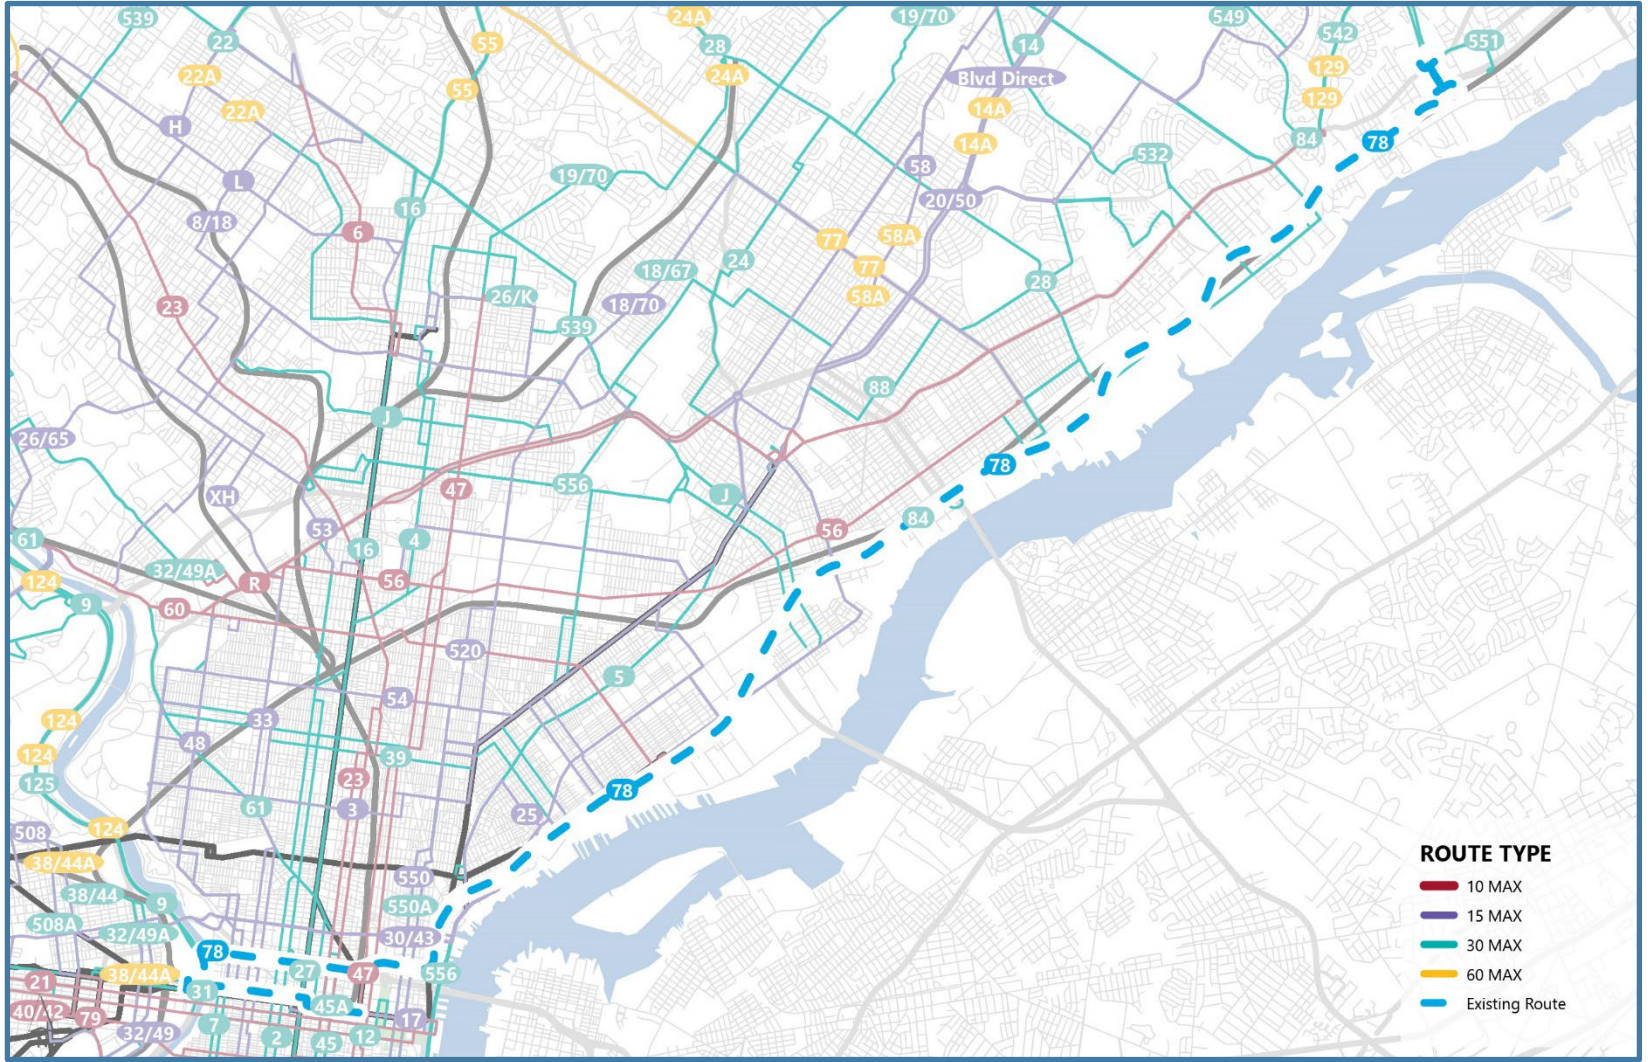 539
22
22A
22A
H
L
8/18
55
55
24A
28
24A
19/70
14
Blvd Direct
14A
14A
549
542
551
129
129
84
78
532
58
20/50
58A
77
77
58A
19/70
16
6
23
24
18/67
18/70
26/K
539
28
88
J
26/65
XH
53
47
556
J
78
84
56
61
124
9
32/49A
R
60
16
4
56
520
5
54
33
48
39
23
3
61
124
124
125
124
508
38/44A
38/44
9
508A
32/49A
78
25
550
550A
30/43
78
38/44A
31
27
47
556
21
40/42
79
32/49
7
2
45A
45
12
17
ROUTE TYPE
10 MAX
15 MAX
30 MAX
60 MAX
Existing Route